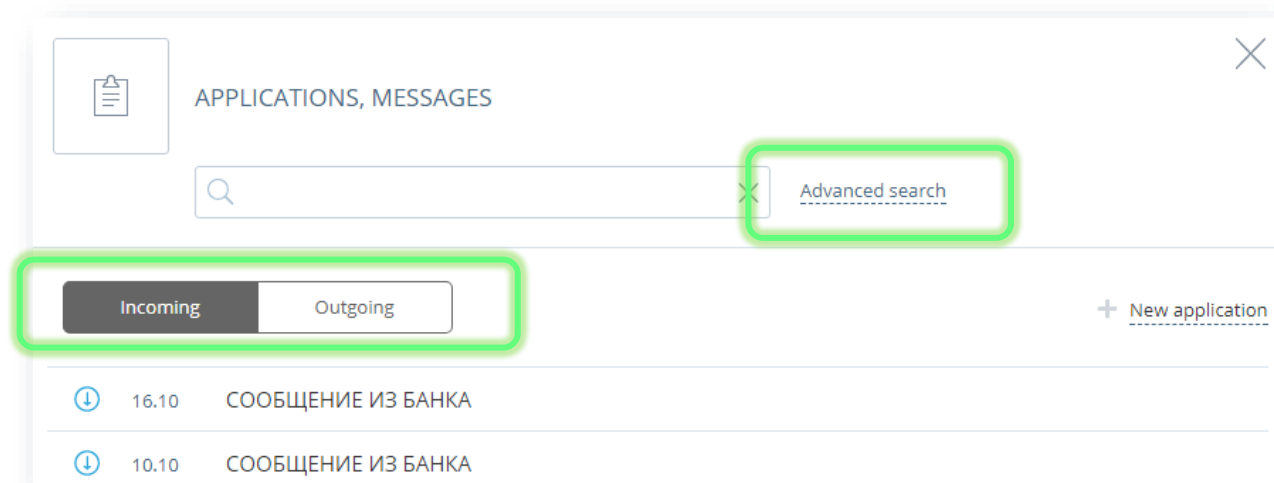 APPLICATIONS, MESSAGES
Advanced search
Incoming Outgoing
New application
16.10 СООБЩЕНИЕ ИЗ БАНКА
10.10 СООБЩЕНИЕ ИЗ БАНКА